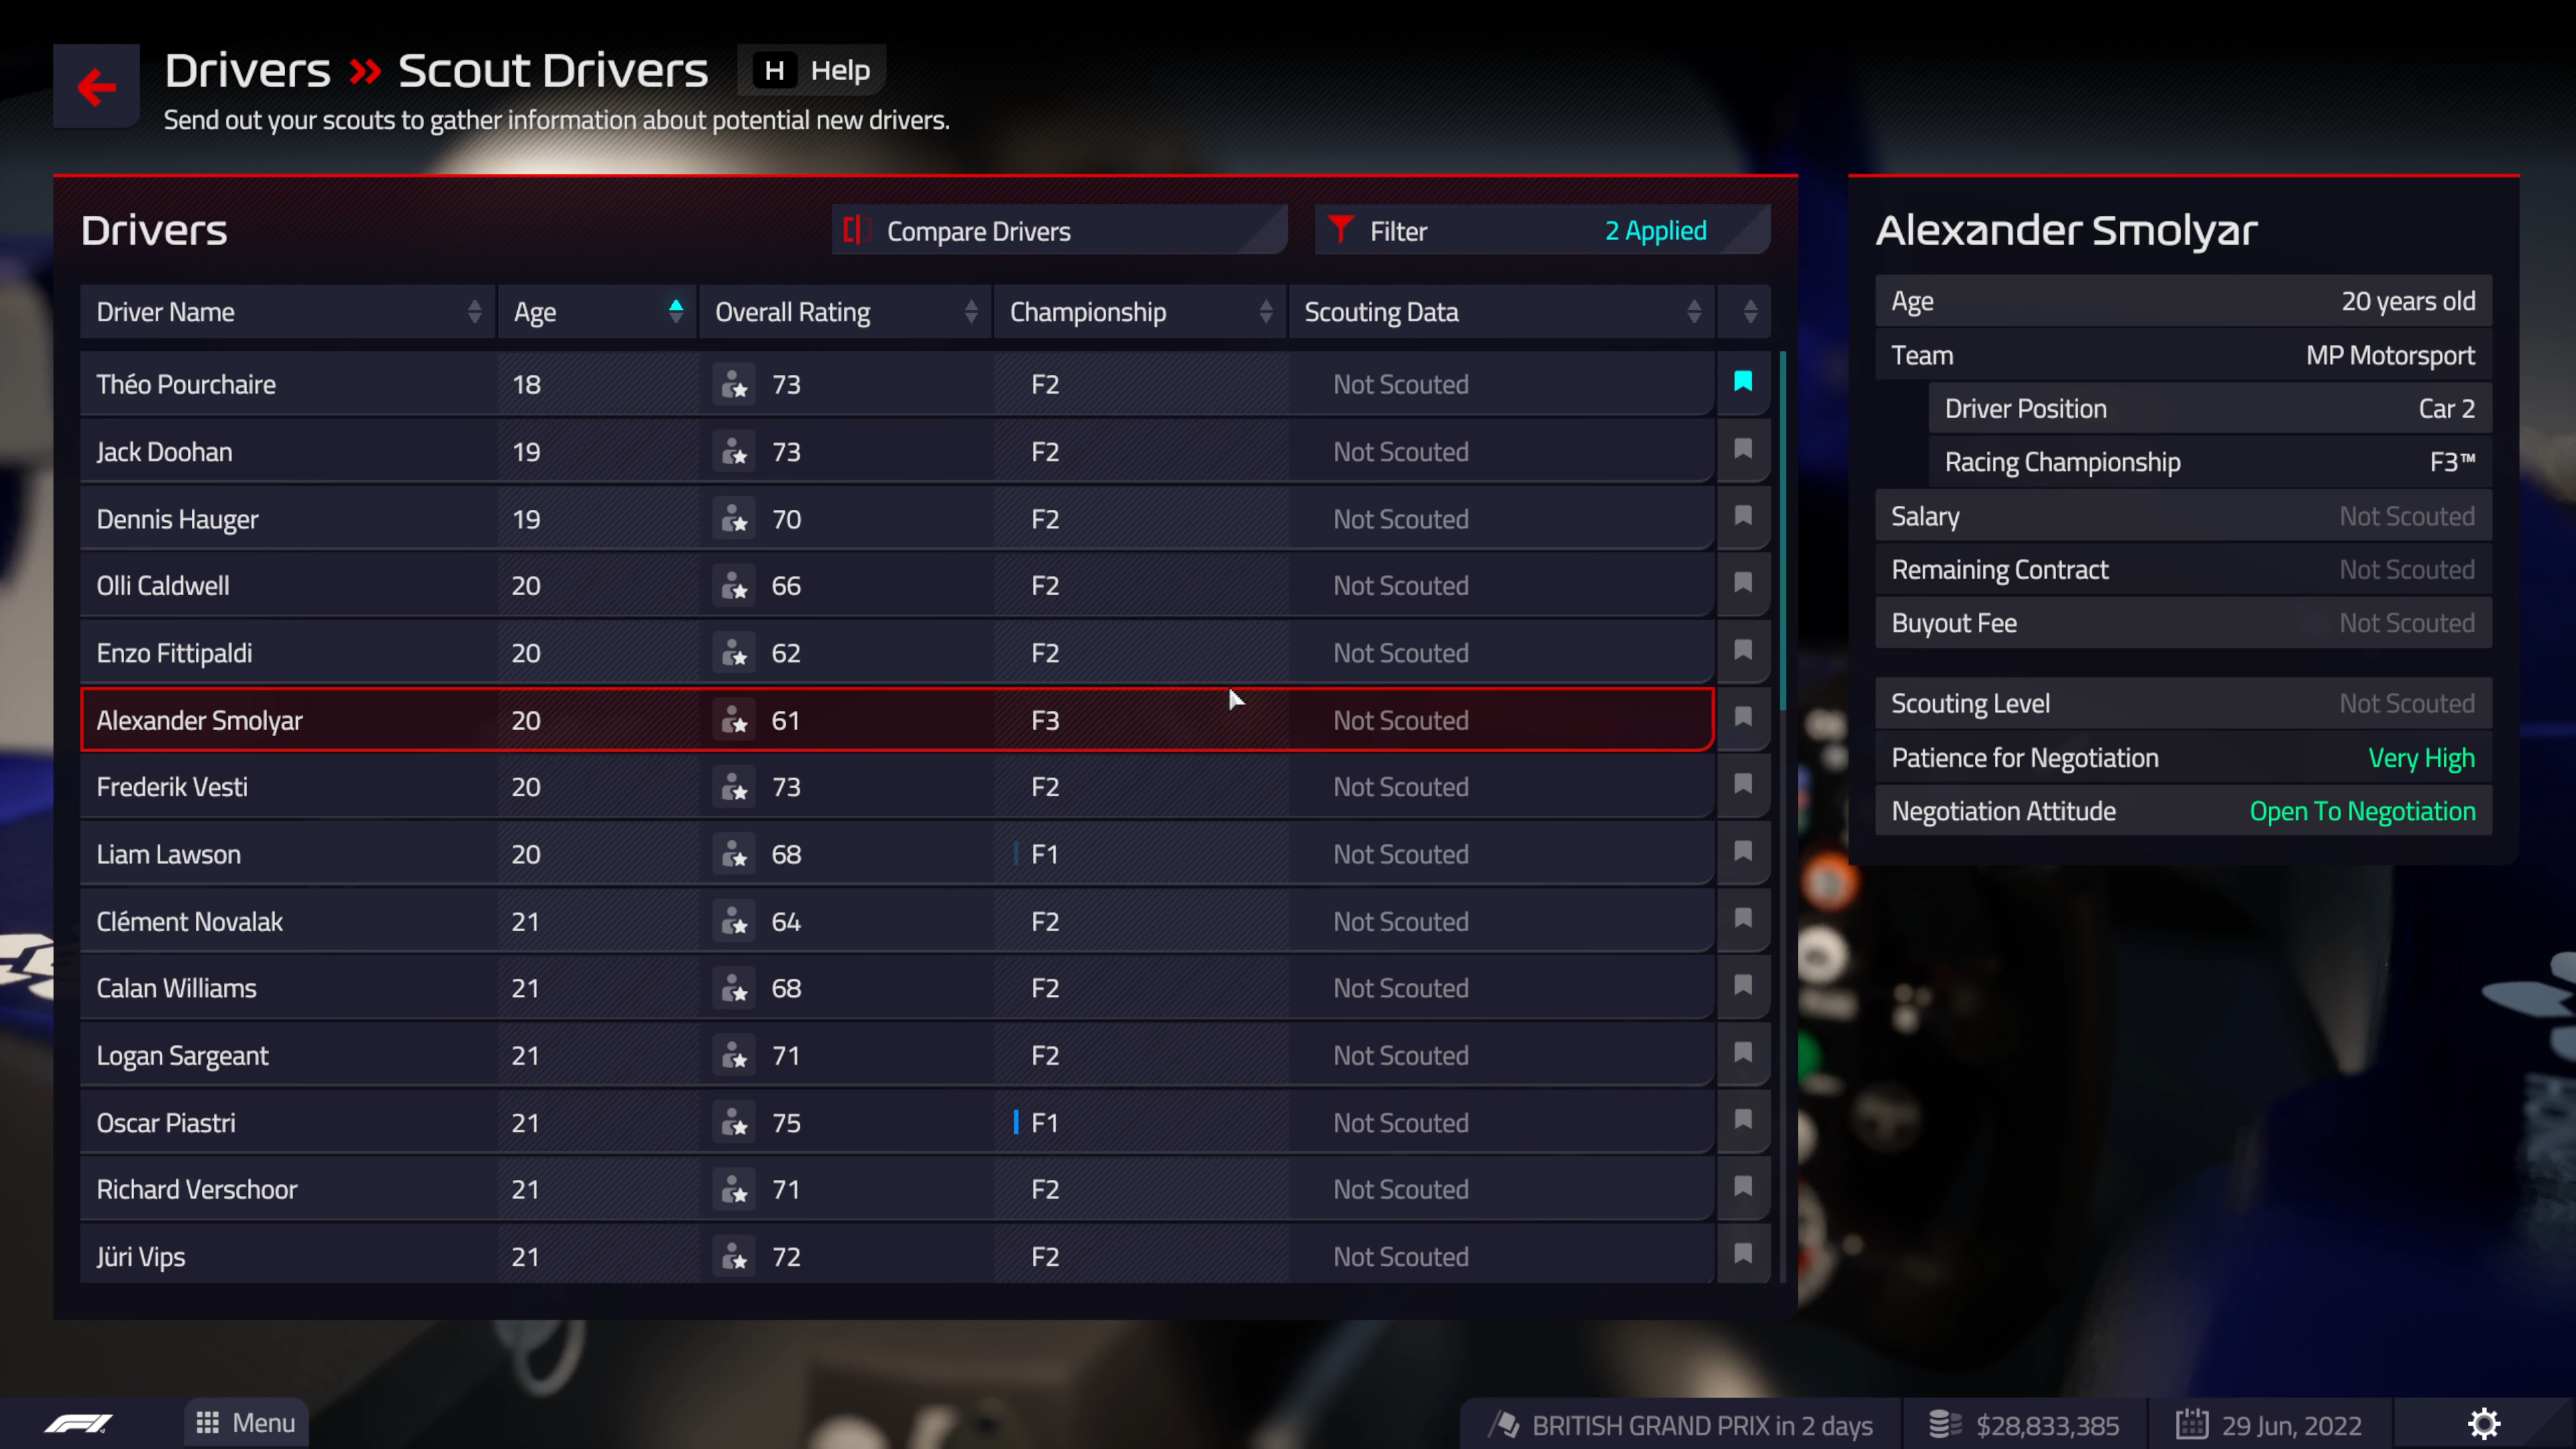 Drivers » Scout Drivers H Help
Send out your scouts to gather information about potential new drivers.
Drivers Compare Drivers Filter 2 Applied
Driver Name Age Overall Rating Championship Scouting Data
Théo Pourchaire 18 73 F2 Not Scouted
Jack Doohan 19 73 F2 Not Scouted
Dennis Hauger 19 70 F2 Not Scouted
Olli Caldwell 20 66 F2 Not Scouted
Enzo Fittipaldi 20 62 F2 Not Scouted
Alexander Smolyar 20 61 F3 Not Scouted
Frederik Vesti 20 73 F2 Not Scouted
Liam Lawson 20 68 F1 Not Scouted
Clément Novalak 21 64 F2 Not Scouted
Calan Williams 21 68 F2 Not Scouted
Logan Sargeant 21 71 F2 Not Scouted
Oscar Piastri 21 75 F1 Not Scouted
Richard Verschoor 21 71 F2 Not Scouted
Jüri Vips 21 72 F2 Not Scouted
Alexander Smolyar
Age 20 years old
Team MP Motorsport
Driver Position Car 2
Racing Championship F3™
Salary Not Scouted
Remaining Contract Not Scouted
Buyout Fee Not Scouted
Scouting Level Not Scouted
Patience for Negotiation Very High
Negotiation Attitude Open To Negotiation
F1 Menu BRITISH GRAND PRIX in 2 days $28,833,385 29 Jun, 2022